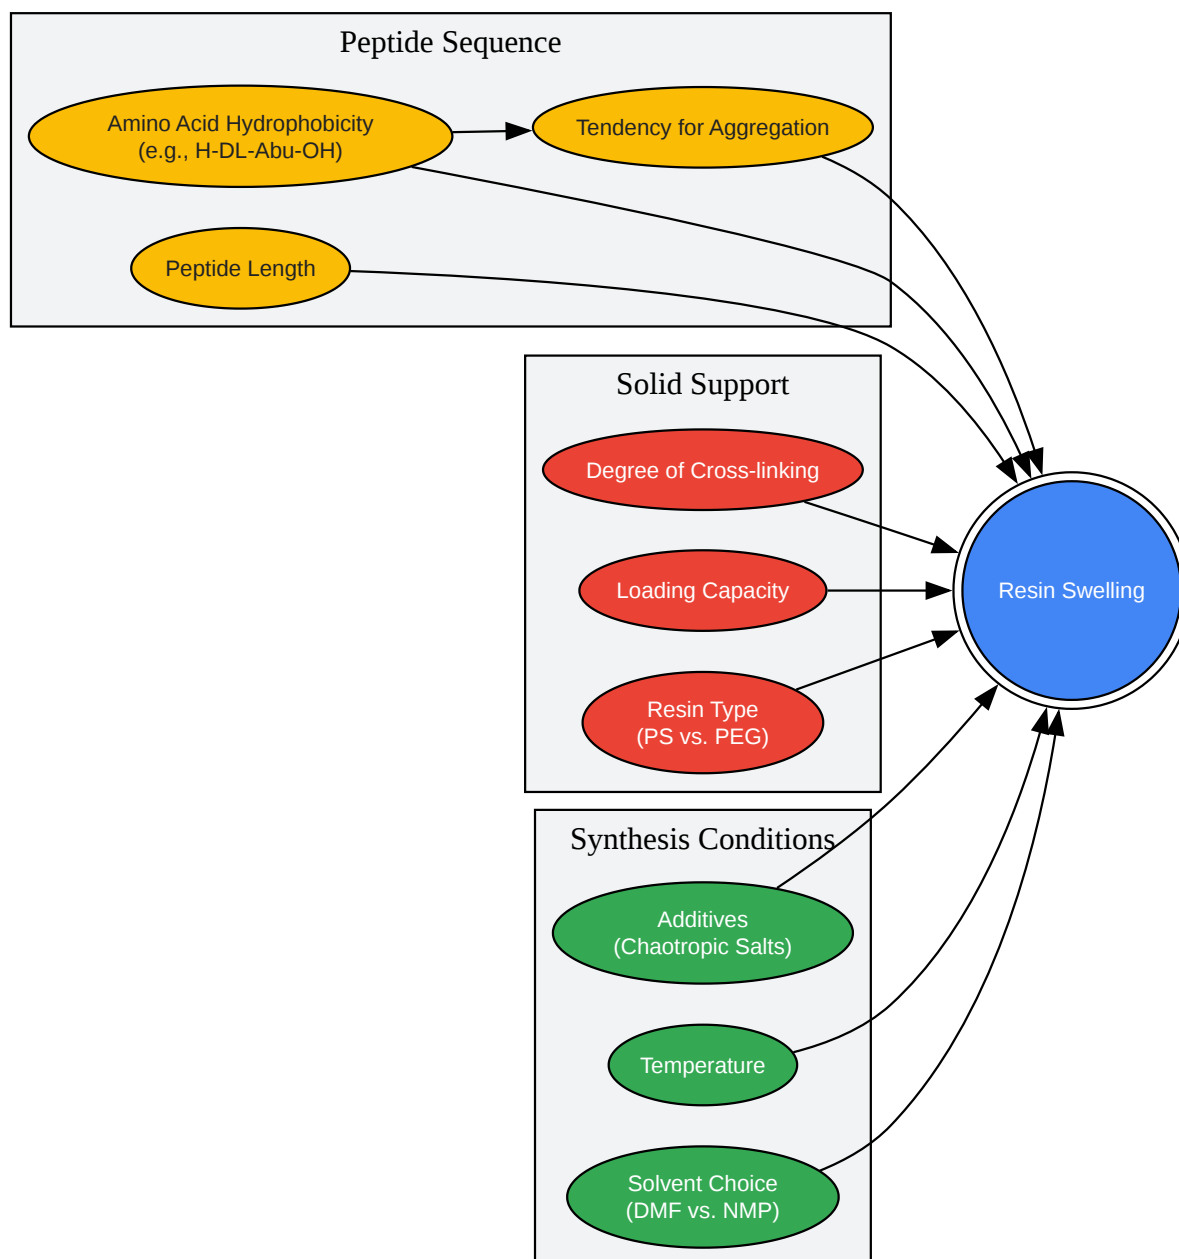 Peptide Sequence
Amino Acid Hydrophobicity
(e.g., H-DL-Abu-OH)
Tendency for Aggregation
Peptide Length
Solid Support
Degree of Cross-linking
Loading Capacity
Resin Swelling
Resin Type
(PS vs. PEG)
Synthesis Conditions
Additives
(Chaotropic Salts)
Temperature
Solvent Choice
(DMF vs. NMP)